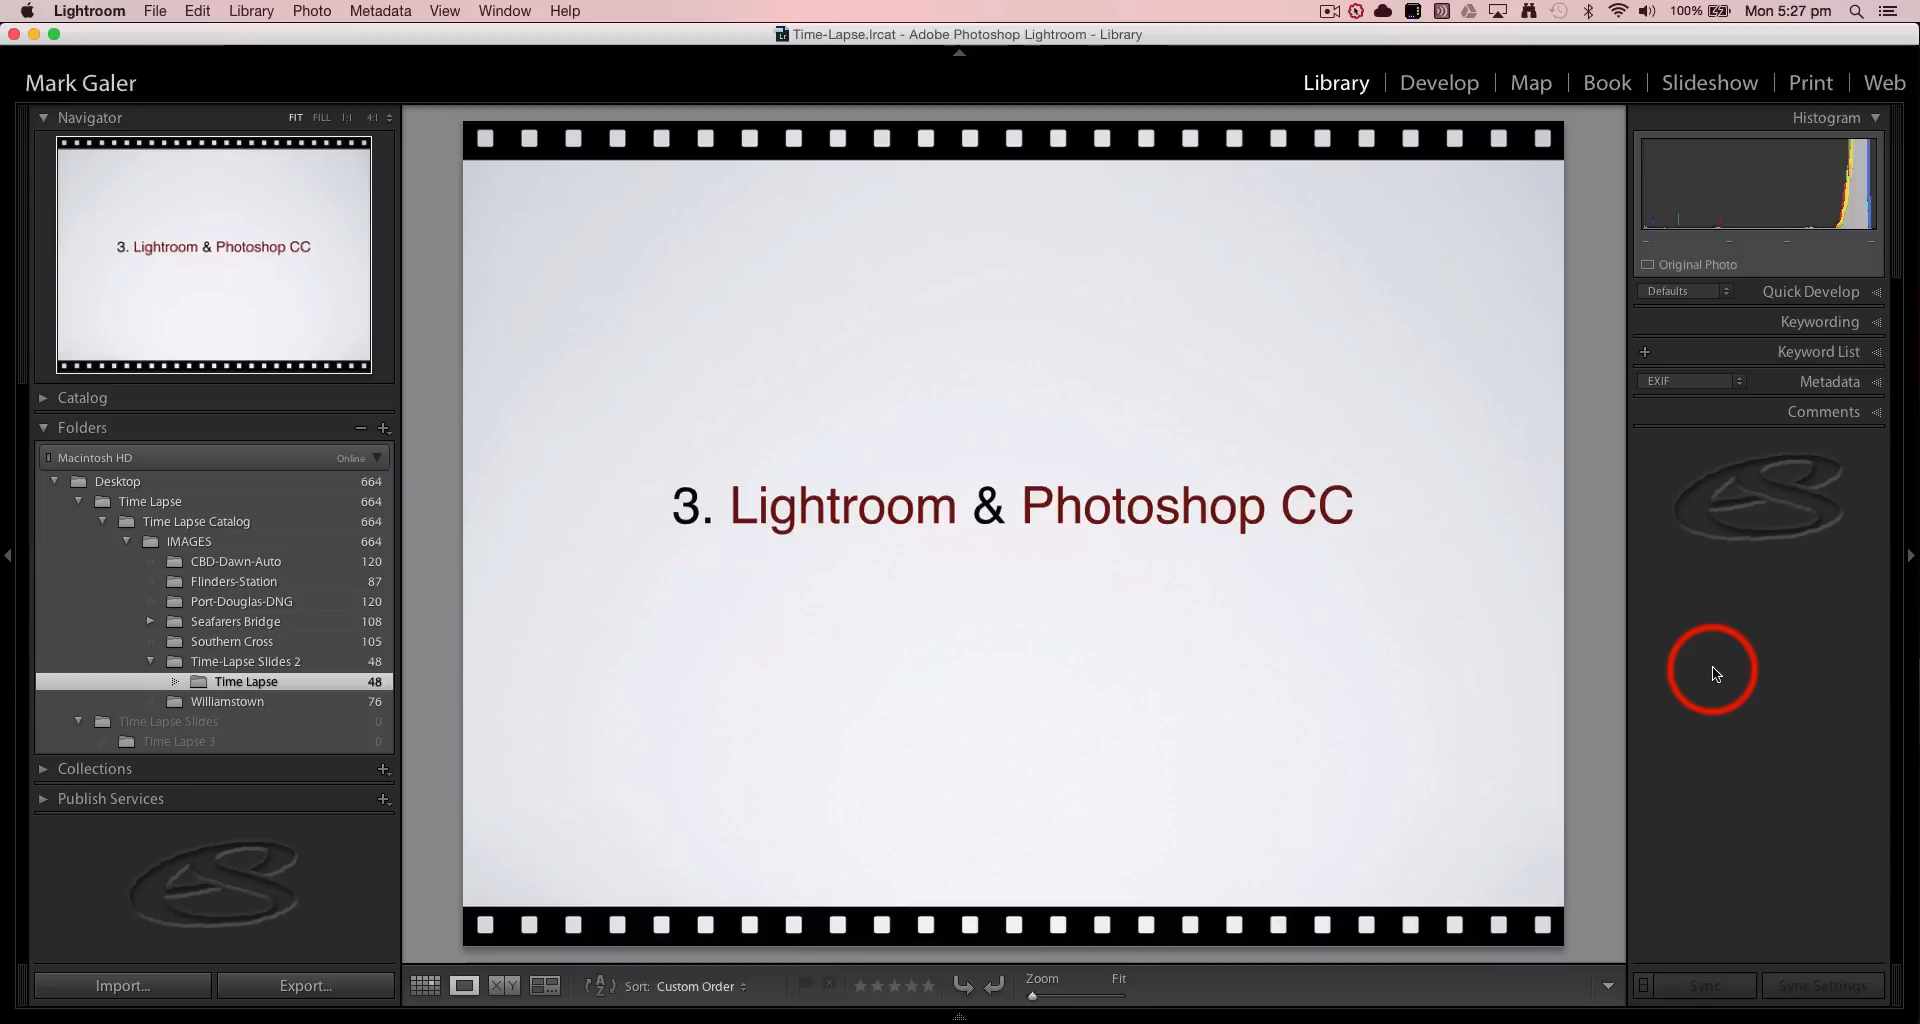 Lightroom File Edit Library Photo Metadata View Window Help 100% Mon 5:27 pm
Time-Lapse.lrcat - Adobe Photoshop Lightroom - Library
Mark Galer
Library | Develop | Map | Book | Slideshow | Print | Web
Navigator FIT FILL 1:1 4:1
3. Lightroom & Photoshop CC
Catalog
Folders
Macintosh HD Online
Desktop 664
Time Lapse 664
Time Lapse Catalog 664
IMAGES 664
CBD-Dawn-Auto 120
Flinders-Station 87
Port-Douglas-DNG 120
Seafarers Bridge 108
Southern Cross 105
Time-Lapse Slides 2 48
Time Lapse 48
Williamstown 76
Time Lapse Slides 0
Time Lapse 3 0
Collections
Publish Services
Import... Export...
3. Lightroom & Photoshop CC
XY
Sort: Custom Order
Zoom Fit
Histogram
Original Photo
Defaults Quick Develop
Keywording
Keyword List
EXIF Metadata
Comments
Sync Sync Settings